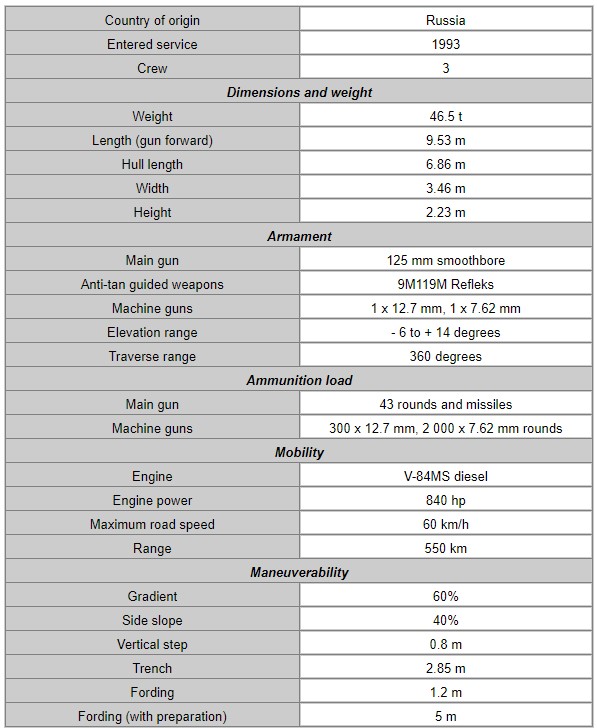 Country of origin Russia
Entered service 1993
Crew 3
Dimensions and weight
Weight 46.5 t
Length (gun forward) 9.53 m
Hull length 6.86 m
Width 3.46 m
Height 2.23 m
Armament
Main gun 125 mm smoothbore
Anti-tan guided weapons 9M119M Refleks
Machine guns 1 x 12.7 mm, 1 x 7.62 mm
Elevation range - 6 to + 14 degrees
Traverse range 360 degrees
Ammunition load
Main gun 43 rounds and missiles
Machine guns 300 x 12.7 mm, 2 000 x 7.62 mm rounds
Mobility
Engine V-84MS diesel
Engine power 840 hp
Maximum road speed 60 km/h
Range 550 km
Maneuverability
Gradient 60%
Side slope 40%
Vertical step 0.8 m
Trench 2.85 m
Fording 1.2 m
Fording (with preparation) 5 m